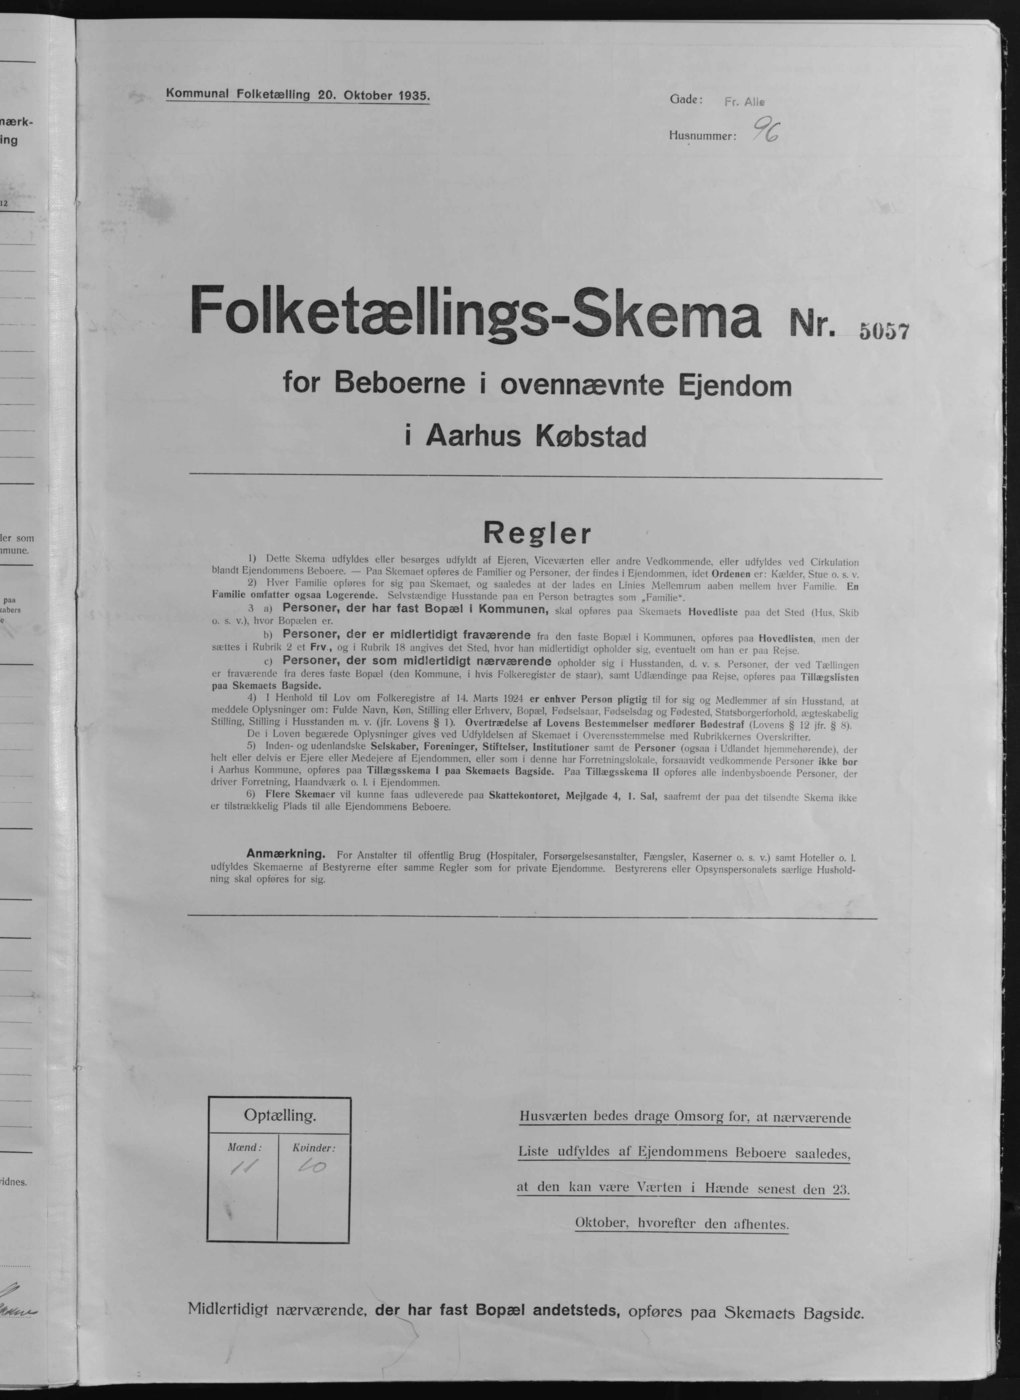 Kommunal Folketælling 20. Oktober 1935.
Gade: Fr. Alle
Husnummer: 96
Folketællings-Skema Nr. 5057
for Beboerne i ovennævnte Ejendom
i Aarhus Købstad
Regler
1) Dette Skema udfyldes eller besørges udfyldt af Ejeren, Viceværten eller andre Vedkommende, eller udfyldes ved Cirkulation
blandt Ejendommens Beboere. — Paa Skemaet opføres de Familier og Personer, der findes i Ejendommen, idet Ordenen er: Kælder, Stue o. s. v.
2) Hver Familie opføres for sig paa Skemaet, og saaledes at der lades en Linies Mellemrum aaben mellem hver Familie. En
Familie omfatter ogsaa Logerende. Selvstændige Husstande paa en Person betragtes som „Familie“.
3 a) Personer, der har fast Bopæl i Kommunen, skal opføres paa Skemaets Hovedliste paa det Sted (Hus, Skib
o. s. v.), hvor Bopælen er.
b) Personer, der er midlertidigt fraværende fra den faste Bopæl i Kommunen, opføres paa Hovedlisten, men der
sættes i Rubrik 2 et Frv., og i Rubrik 18 angives det Sted, hvor han midlertidigt opholder sig, eventuelt om han er paa Rejse.
c) Personer, der som midlertidigt nærværende opholder sig i Husstanden, d. v. s. Personer, der ved Tællingen
er fraværende fra deres faste Bopæl (den Kommune, i hvis Folkeregister de staar), samt Udlændinge paa Rejse, opføres paa Tillægslisten
paa Skemaets Bagside.
4) I Henhold til Lov om Folkeregistre af 14. Marts 1924 er enhver Person pligtig til for sig og Medlemmer af sin Husstand, at
meddele Oplysninger om: Fulde Navn, Køn, Stilling eller Erhverv, Bopæl, Fødselsaar, Fødselsdag og Fødested, Statsborgerforhold, ægteskabelig
Stilling, Stilling i Husstanden m. v. (jfr. Lovens § 1). Overtrædelse af Lovens Bestemmelser medfører Bødestraf (Lovens § 12 jfr. § 8).
De i Loven begærede Oplysninger gives ved Udfyldelsen af Skemaet i Overensstemmelse med Rubrikkernes Overskrifter.
5) Inden- og udenlandske Selskaber, Foreninger, Stiftelser, Institutioner samt de Personer (ogsaa i Udlandet hjemmehørende), der
helt eller delvis er Ejere eller Medejere af Ejendommen, eller som i denne har Forretningslokale, forsaavidt vedkommende Personer ikke bor
i Aarhus Kommune, opføres paa Tillægsskema I paa Skemaets Bagside. Paa Tillægsskema II opføres alle indenbysboende Personer, der
driver Forretning, Haandværk o. l. i Ejendommen.
6) Flere Skemaer vil kunne faas udleverede paa Skattekontoret, Mejlgade 4, 1. Sal, saafremt der paa det tilsendte Skema ikke
er tilstrækkelig Plads til alle Ejendommens Beboere.
Anmærkning. For Anstalter til offentlig Brug (Hospitaler, Forsørgelsesanstalter, Fængsler, Kaserner o. s. v.) samt Hoteller o. l.
udfyldes Skemaerne af Bestyrerne efter samme Regler som for private Ejendomme. Bestyrerens eller Opsynspersonalets særlige Hushold-
ning skal opføres for sig.
Optælling.
Mænd: Kvinder:
11 10
Husværten bedes drage Omsorg for, at nærværende
Liste udfyldes af Ejendommens Beboere saaledes,
at den kan være Værten i Hænde senest den 23.
Oktober, hvorefter den afhentes.
Midlertidigt nærværende, der har fast Bopæl andetsteds, opføres paa Skemaets Bagside.